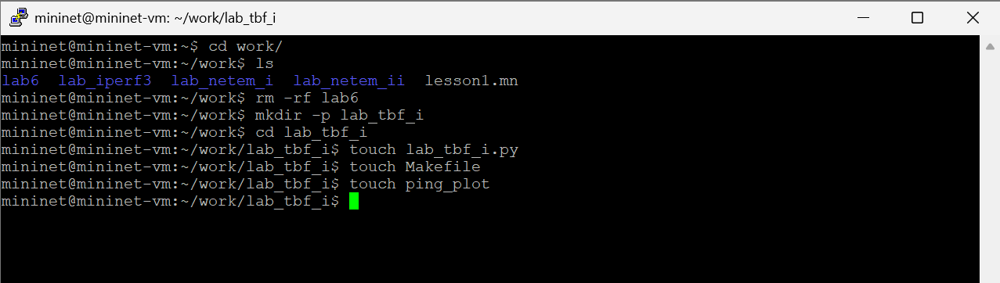 mininet@mininet-vm: ~/work/lab_tbf_i
mininet@mininet-vm:~$ cd work/
mininet@mininet-vm:~/work$ ls
lab6  lab_iperf3  lab_netem_i  lab_netem_ii  lesson1.mn
mininet@mininet-vm:~/work$ rm -rf lab6
mininet@mininet-vm:~/work$ mkdir -p lab_tbf_i
mininet@mininet-vm:~/work$ cd lab_tbf_i
mininet@mininet-vm:~/work/lab_tbf_i$ touch lab_tbf_i.py
mininet@mininet-vm:~/work/lab_tbf_i$ touch Makefile
mininet@mininet-vm:~/work/lab_tbf_i$ touch ping_plot
mininet@mininet-vm:~/work/lab_tbf_i$